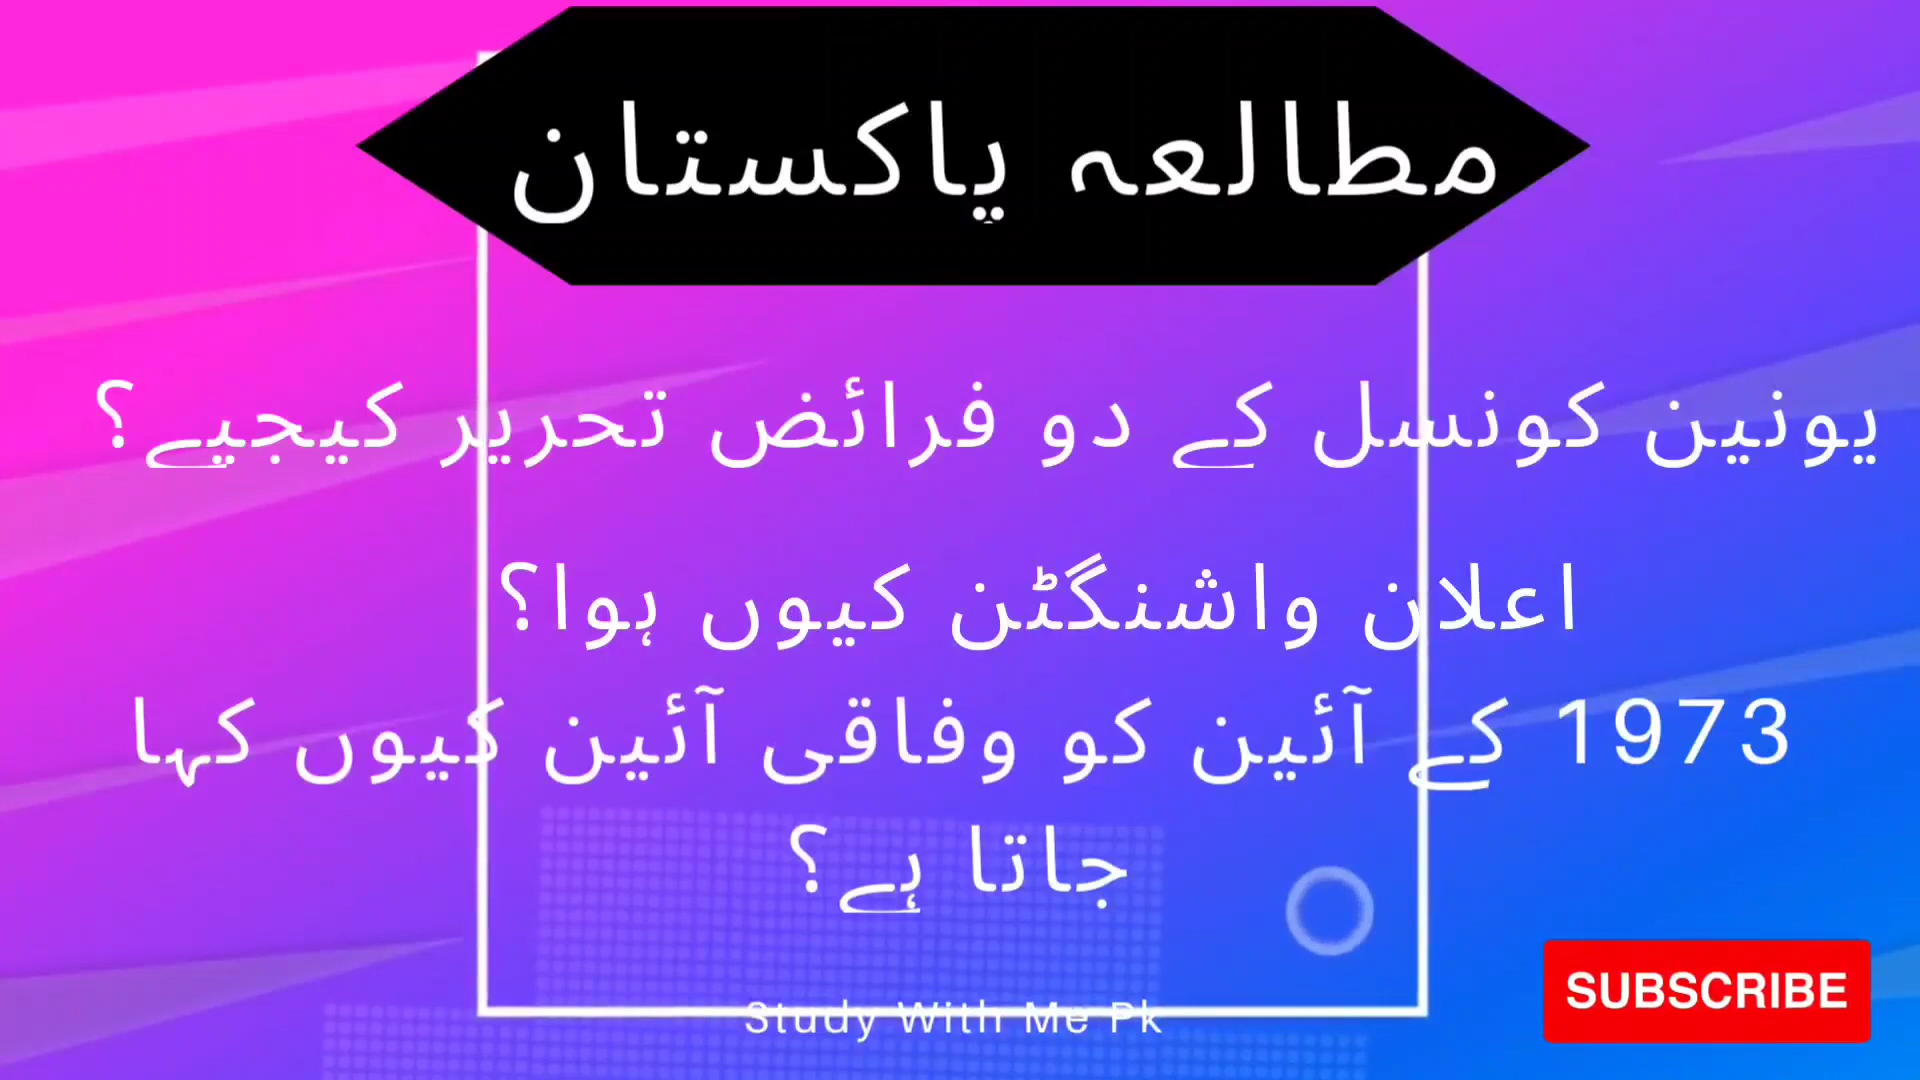 مطالعہ پاکستان
یونین کونسل کے دو فرائض تحریر کیجیے؟
اعلان واشنگٹن کیوں ہوا؟
1973 کے آئین کو وفاقی آئین کیوں کہا
جاتا ہے؟
SUBSCRIBE
Study With Me Pk